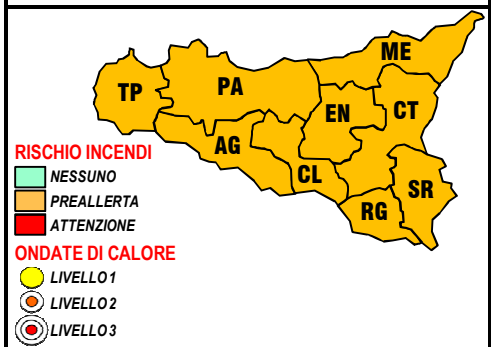 ME
PA
TP
EN
CT
AG
CL
SR
RG
RISCHIO INCENDI
NESSUNO
PREALLERTA
ATTENZIONE
ONDATE DI CALORE
LIVELLO 1
LIVELLO 2
LIVELLO 3